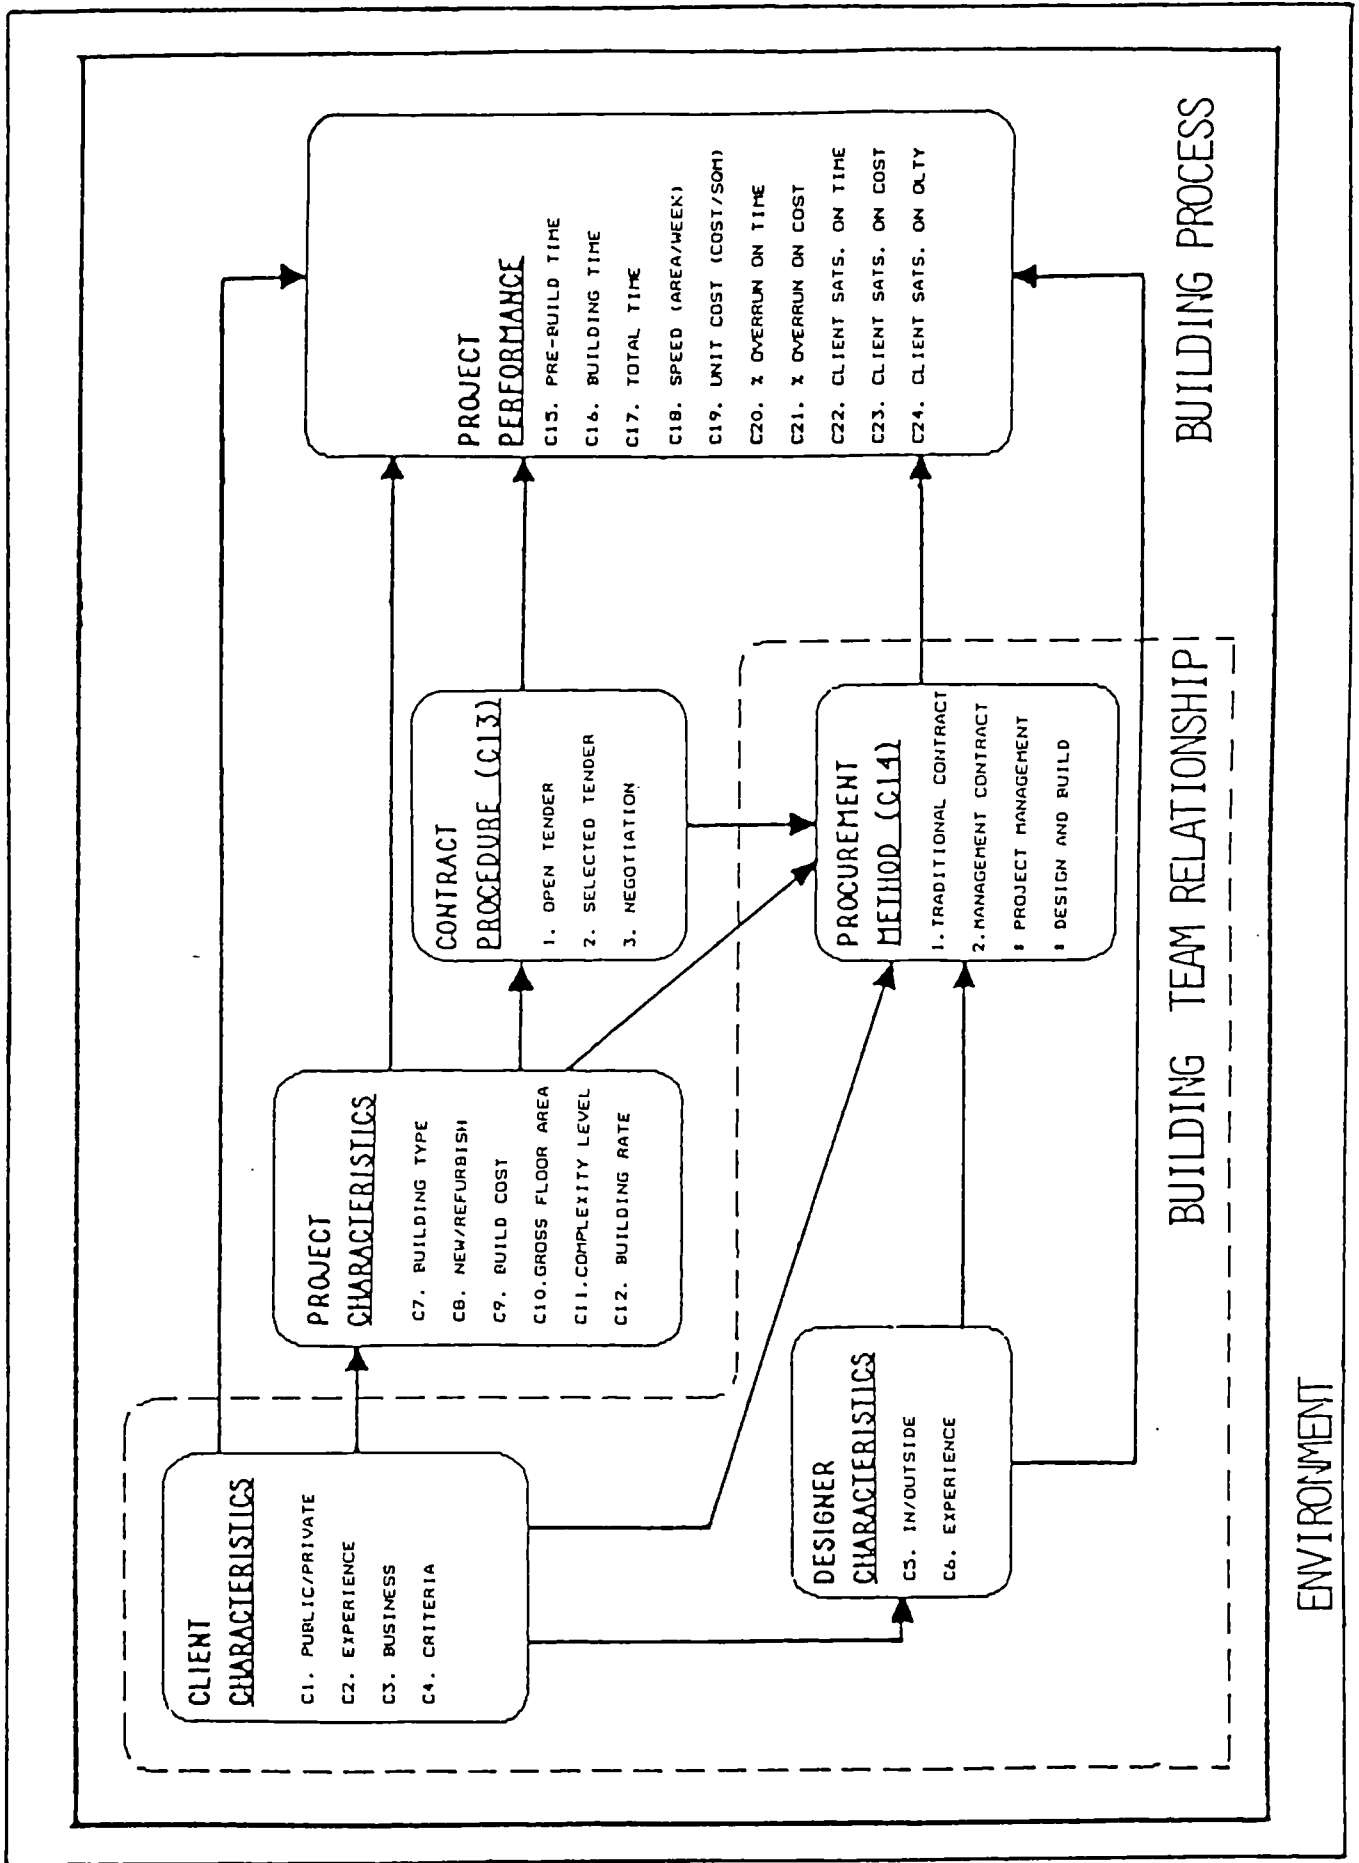 CLIENT
CHARACTERISTICS
C1. PUBLIC/PRIVATE
C2. EXPERIENCE
C3. BUSINESS
C4. CRITERIA
PROJECT
CHARACTERISTICS
C7. BUILDING TYPE
C8. NEW/REFURBISH
C9. BUILD COST
C10.GROSS FLOOR AREA
C11.COMPLEXITY LEVEL
C12. BUILDING RATE
CONTRACT
PROCEDURE (C13)
1. OPEN TENDER
2. SELECTED TENDER
3. NEGOTIATION
PROJECT
PERFORMANCE
C15. PRE-BUILD TIME
C16. BUILDING TIME
C17. TOTAL TIME
C18. SPEED (AREA/WEEK)
C19. UNIT COST (COST/SQM)
C20. % OVERRUN ON TIME
C21. % OVERRUN ON COST
C22. CLIENT SATS. ON TIME
C23. CLIENT SATS. ON COST
C24. CLIENT SATS. ON QLTY
DESIGNER
CHARACTERISTICS
C5. IN/OUTSIDE
C6. EXPERIENCE
PROCUREMENT
METHOD (C14)
1.TRADITIONAL CONTRACT
2.MANAGEMENT CONTRACT
* PROJECT MANAGEMENT
* DESIGN AND BUILD
BUILDING TEAM RELATIONSHIP
BUILDING PROCESS
ENVIRONMENT